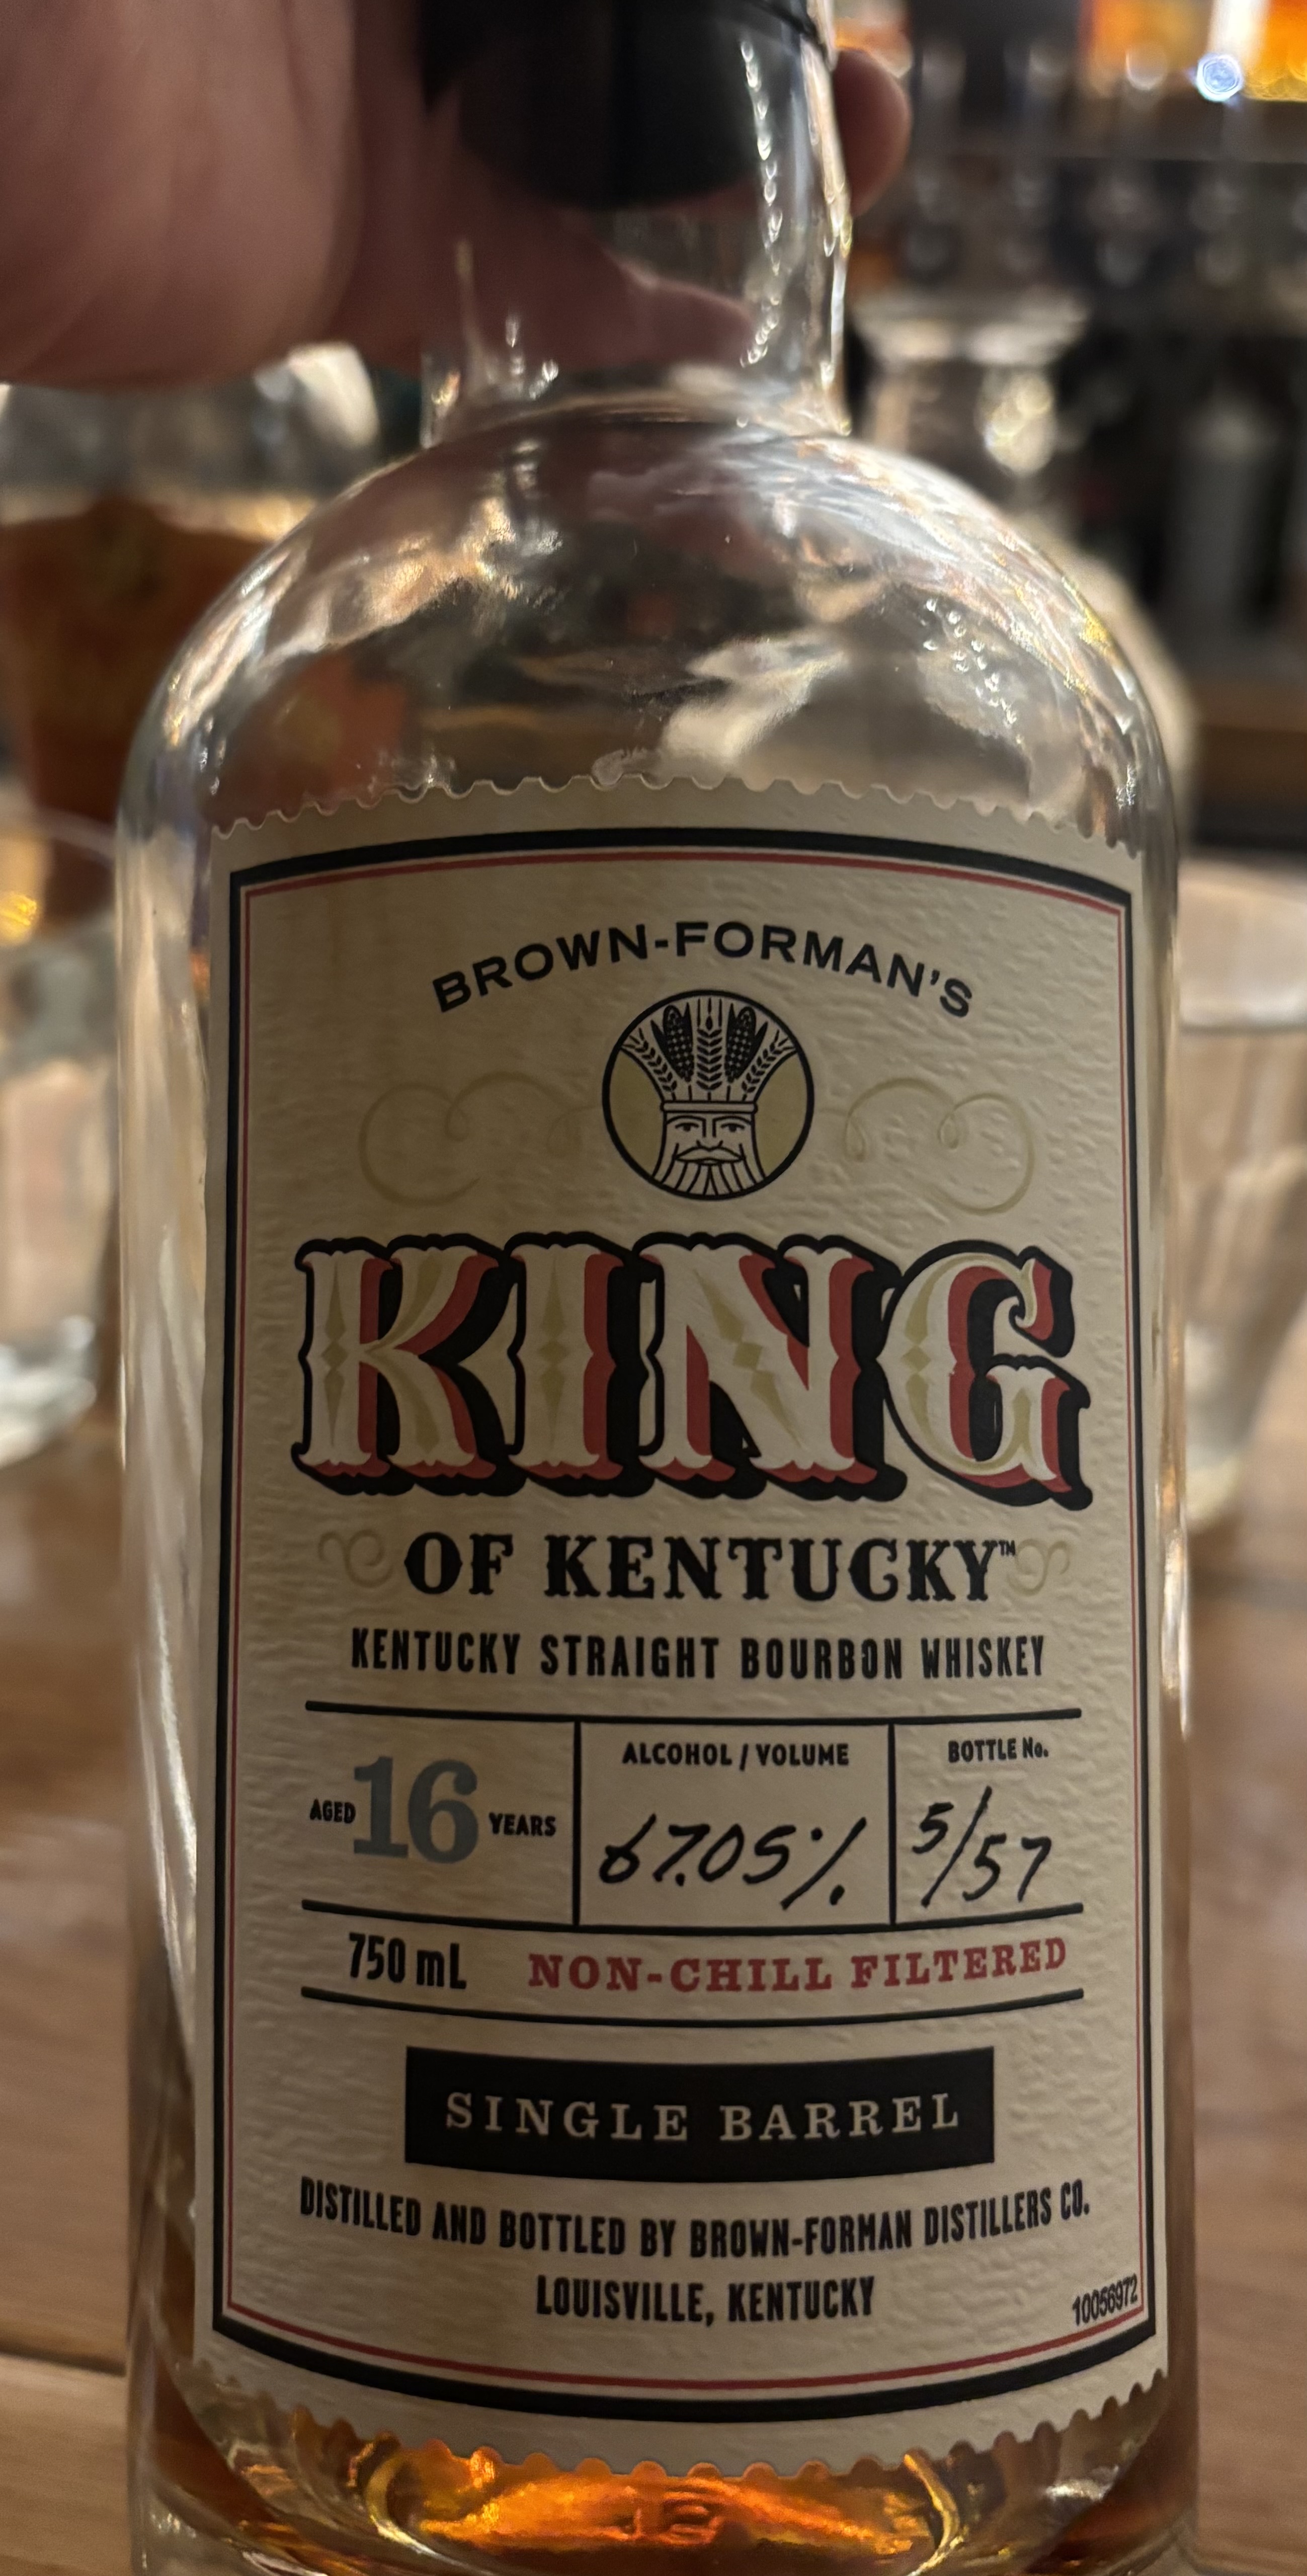 BROWN-FORMAN'S
KING
OF KENTUCKY™
KENTUCKY STRAIGHT BOURBON WHISKEY
AGED 16 YEARS
ALCOHOL / VOLUME
67.05%
BOTTLE No.
5/57
750 mL NON-CHILL FILTERED
SINGLE BARREL
DISTILLED AND BOTTLED BY BROWN-FORMAN DISTILLERS CO.
LOUISVILLE, KENTUCKY
10056972